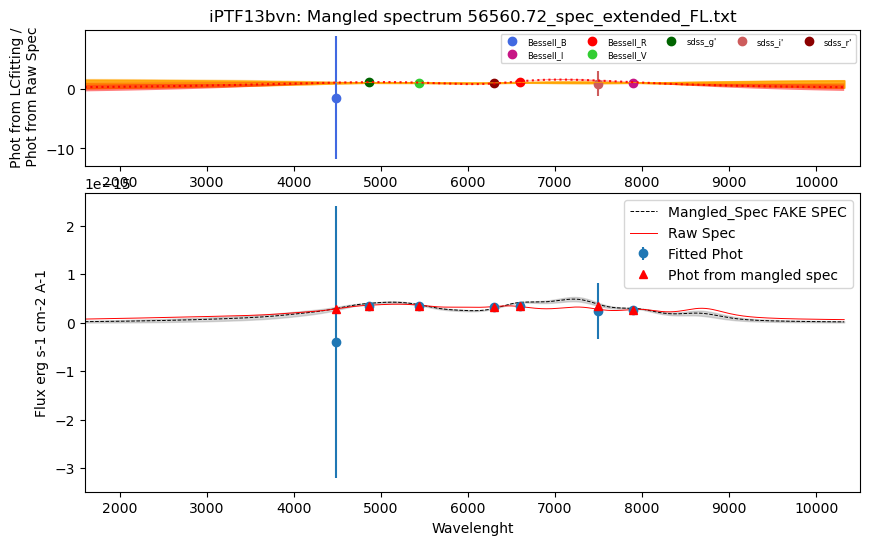 iPTF13bvn: Mangled spectrum 56560.72_spec_extended_FL.txt
Phot from LCfitting /
Phot from Raw Spec
0
−10
Bessell_B
Bessell_I
Bessell_R
Bessell_V
sdss_g'
sdss_i'
sdss_r'
2000 3000 4000 5000 6000 7000 8000 9000 10000
1e−15
Flux erg s-1 cm-2 A-1
2
1
0
−1
−2
−3
Mangled_Spec FAKE SPEC
Raw Spec
Fitted Phot
Phot from mangled spec
2000 3000 4000 5000 6000 7000 8000 9000 10000
Wavelenght